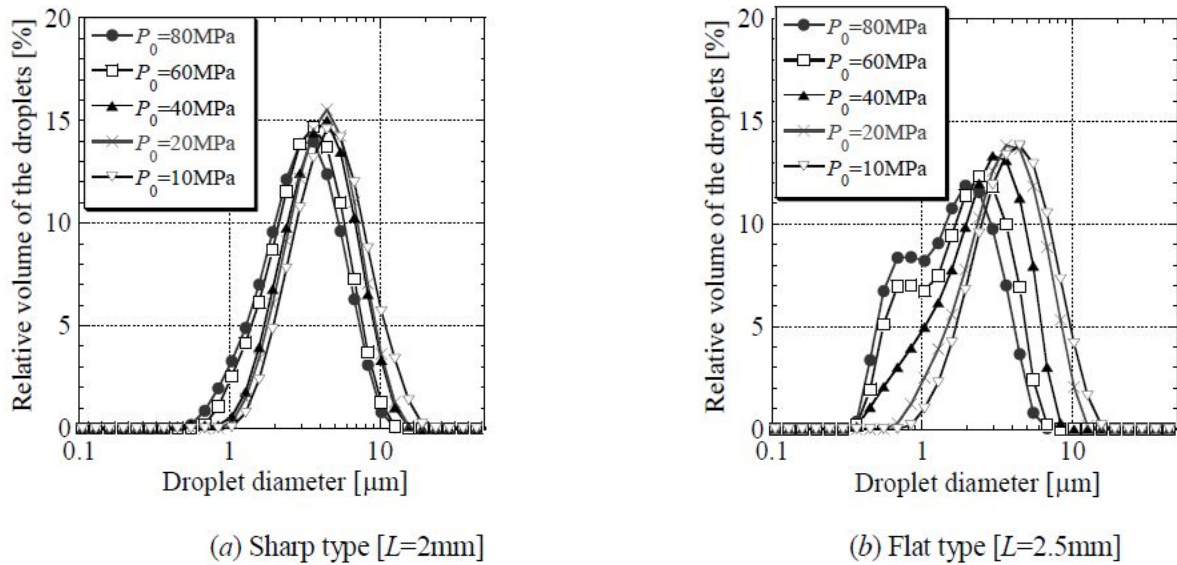 20
15
10
5
0
Relative volume of the droplets [%]
P0=80MPa
P0=60MPa
P0=40MPa
P0=20MPa
P0=10MPa
0.1 1 10
Droplet diameter [μm]
(a) Sharp type [L=2mm]
20
15
10
5
0
Relative volume of the droplets [%]
P0=80MPa
P0=60MPa
P0=40MPa
P0=20MPa
P0=10MPa
0.1 1 10
Droplet diameter [μm]
(b) Flat type [L=2.5mm]